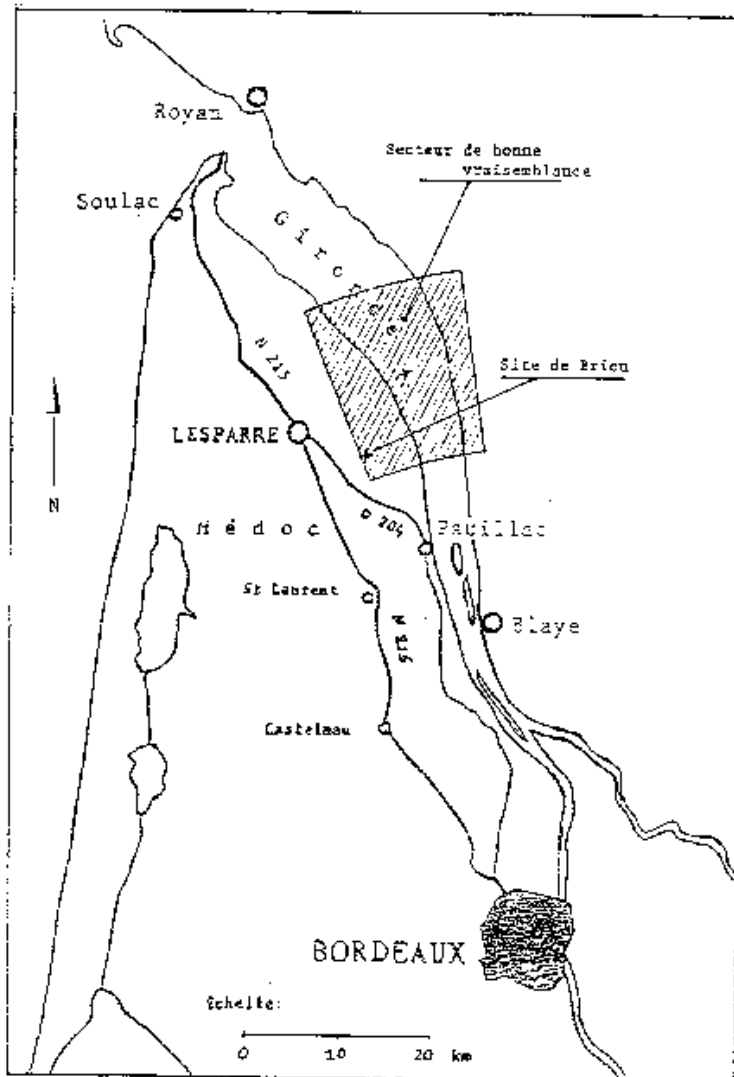 Royan
Secteur de bonne
vraisemblance
Soulac
Gironde
N 215
Site de Brion
LESPARRE
N
Médoc
D 204
Pauillac
St Laurent
Blaye
Castelnau
BORDEAUX
Echelle:
0 10 20 km